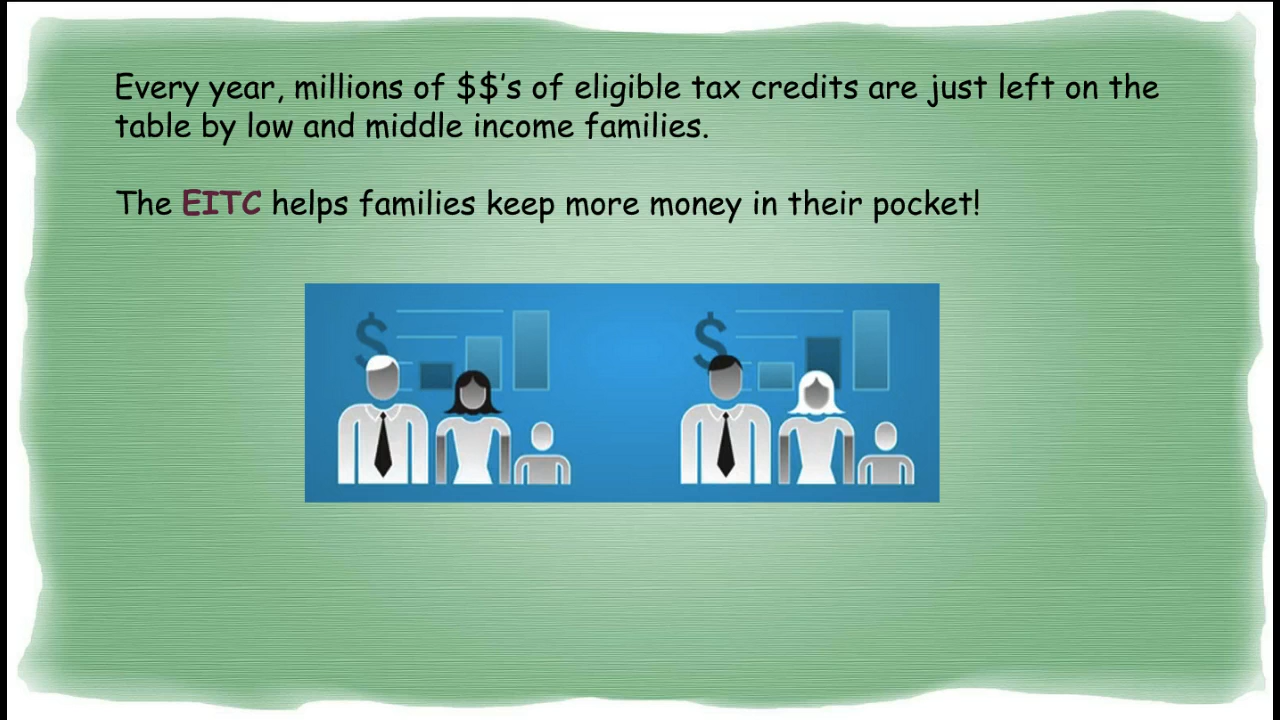 Every year, millions of $$'s of eligible tax credits are just left on the
table by low and middle income families.
The EITC helps families keep more money in their pocket!
$
$